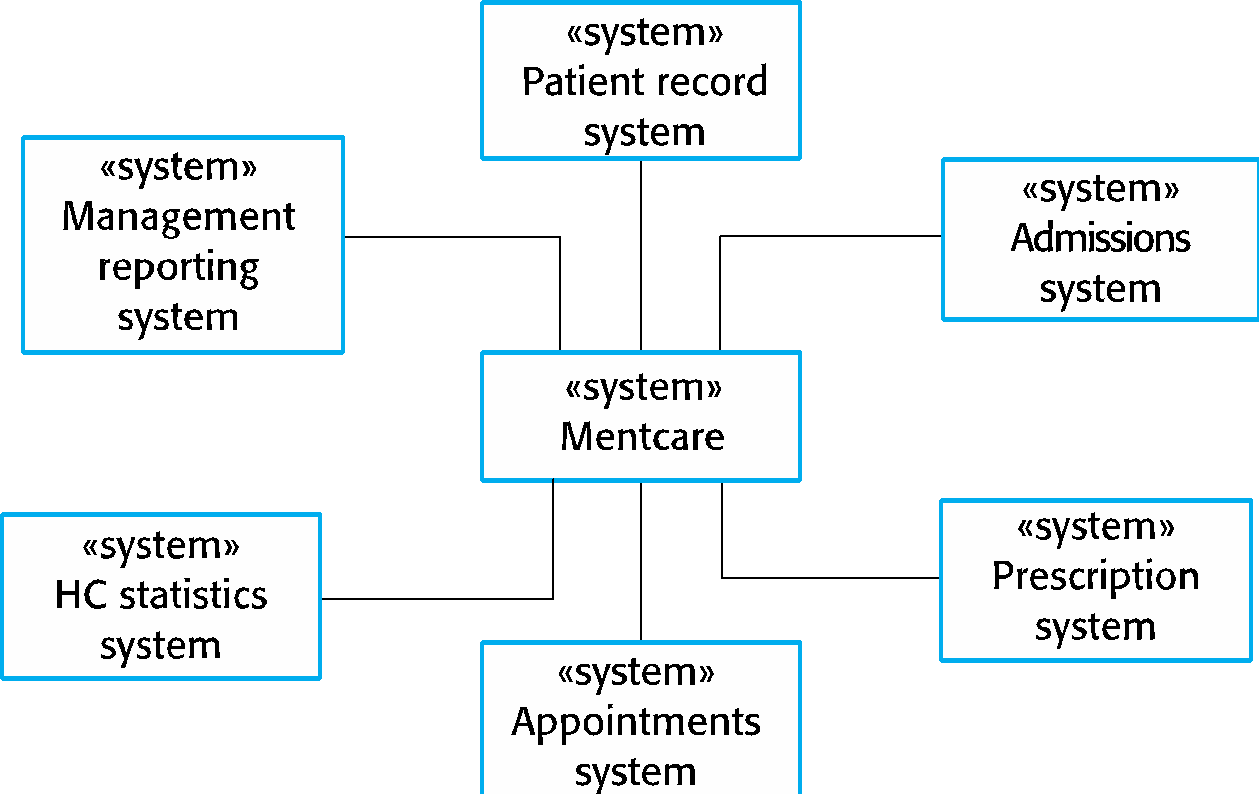 «system»
Patient record
system
«system»
Management
reporting
system
«system»
Admissions
system
«system»
Mentcare
«system»
HC statistics
system
«system»
Prescription
system
«system»
Appointments
system